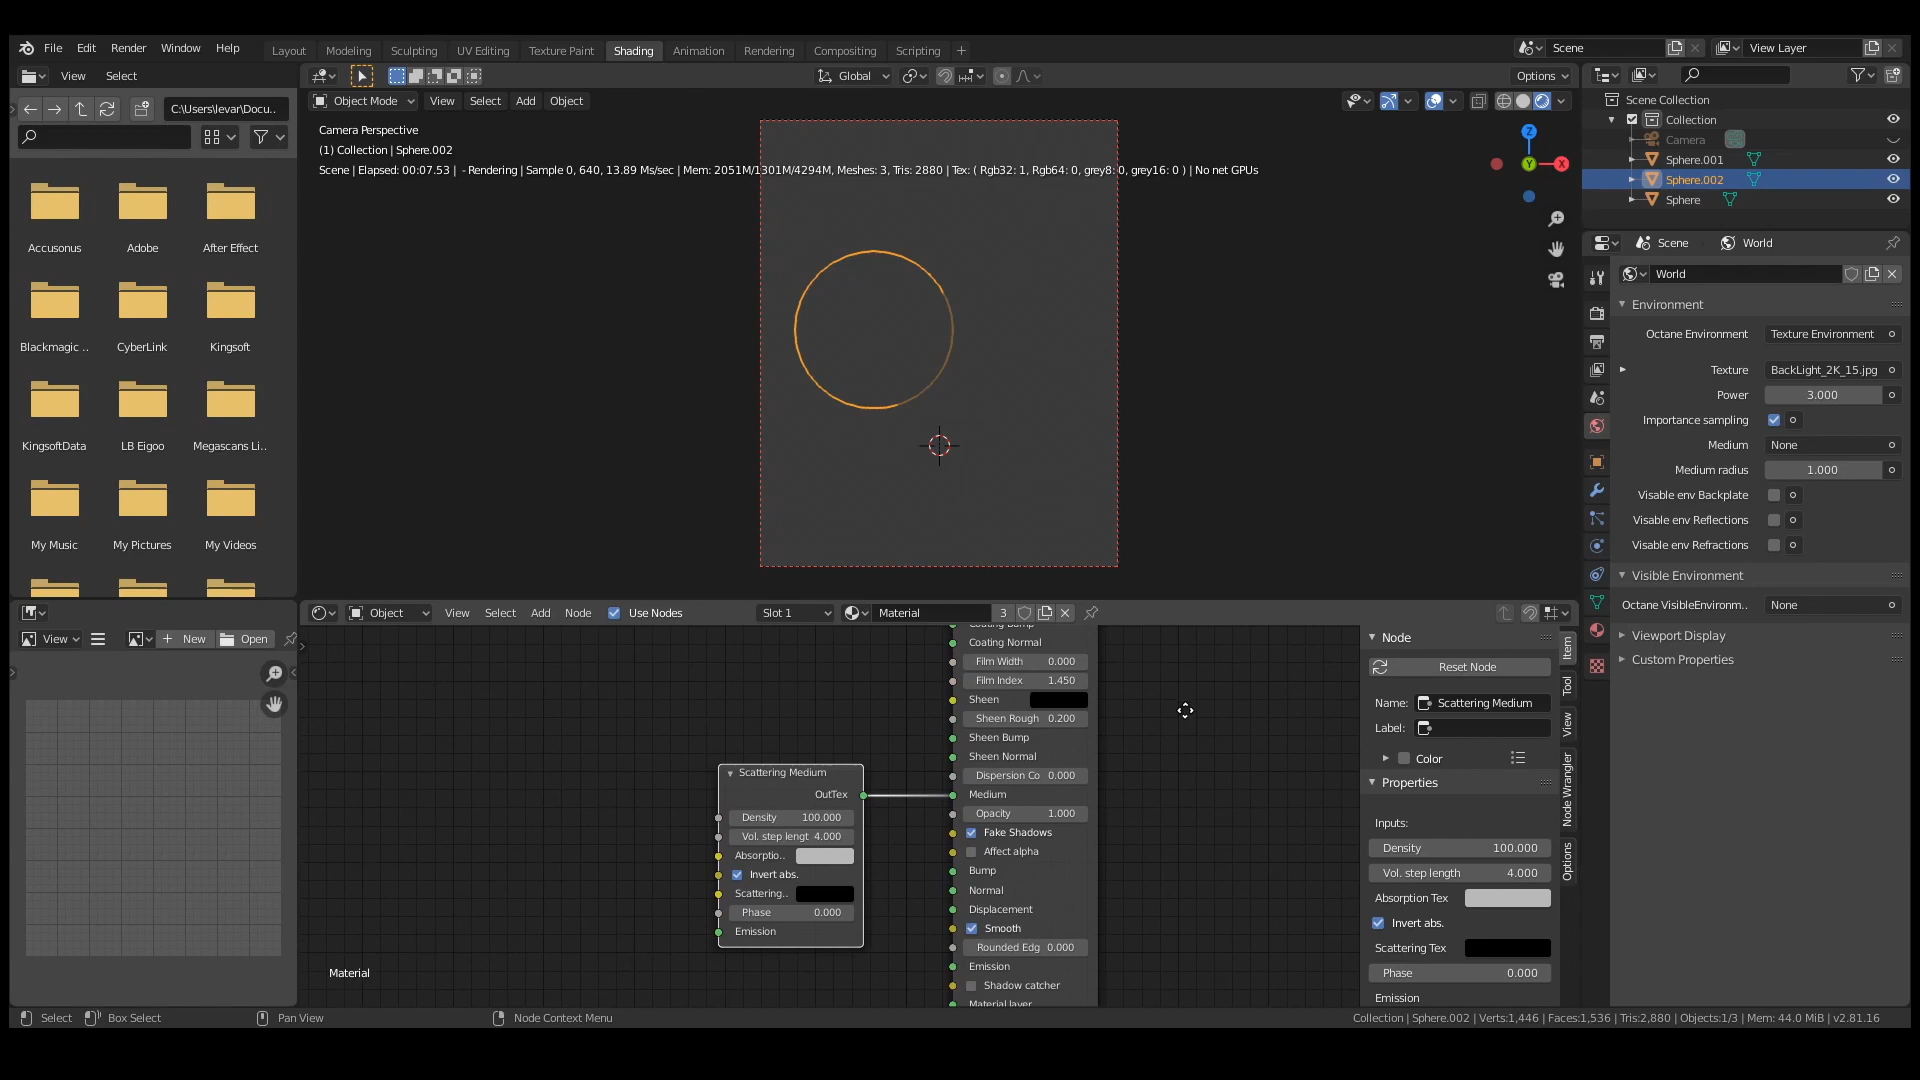 File Edit Render Window Help
Layout Modeling Sculpting UV Editing Texture Paint Shading Animation Rendering Compositing Scripting +
Scene
View Layer
View Select
Global
Options
C:\Users\levar\Docu..
Object Mode View Select Add Object
Camera Perspective
(1) Collection | Sphere.002
Scene | Elapsed: 00:07.53 | - Rendering | Sample 0, 640, 13.89 Ms/sec | Mem: 2051M/1301M/4294M, Meshes: 3, Tris: 2880 | Tex: ( Rgb32: 1, Rgb64: 0, grey8: 0, grey16: 0 ) | No net GPUs
Z
Y
X
Accusonus Adobe After Effect
Blackmagic .. CyberLink Kingsoft
KingsoftData LB Eigoo Megascans Li..
My Music My Pictures My Videos
Scene Collection
Collection
Camera
Sphere.001
Sphere.002
Sphere
Scene World
World
Environment
Octane Environment Texture Environment
Texture BackLight_2K_15.jpg
Power 3.000
Importance sampling
Medium None
Medium radius 1.000
Visable env Backplate
Visable env Reflections
Visable env Refractions
Visible Environment
Octane VisibleEnvironm.. None
Viewport Display
Custom Properties
View
+ New
Open
Object View Select Add Node Use Nodes Slot 1 Material 3
Coating Bump
Coating Normal
Film Width 0.000
Film Index 1.450
Sheen
Sheen Rough 0.200
Sheen Bump
Sheen Normal
Dispersion Co 0.000
Medium
Opacity 1.000
Fake Shadows
Affect alpha
Bump
Normal
Displacement
Smooth
Rounded Edg 0.000
Emission
Shadow catcher
Material layer
Scattering Medium
OutTex
Density 100.000
Vol. step lengt 4.000
Absorptio..
Invert abs.
Scattering..
Phase 0.000
Emission
Material
Node
Reset Node
Name: Scattering Medium
Label:
Color
Properties
Inputs:
Density 100.000
Vol. step length 4.000
Absorption Tex
Invert abs.
Scattering Tex
Phase 0.000
Emission
Item
Tool
View
Node Wrangler
Options
Select Box Select Pan View Node Context Menu
Collection | Sphere.002 | Verts:1,446 | Faces:1,536 | Tris:2,880 | Objects:1/3 | Mem: 44.0 MiB | v2.81.16